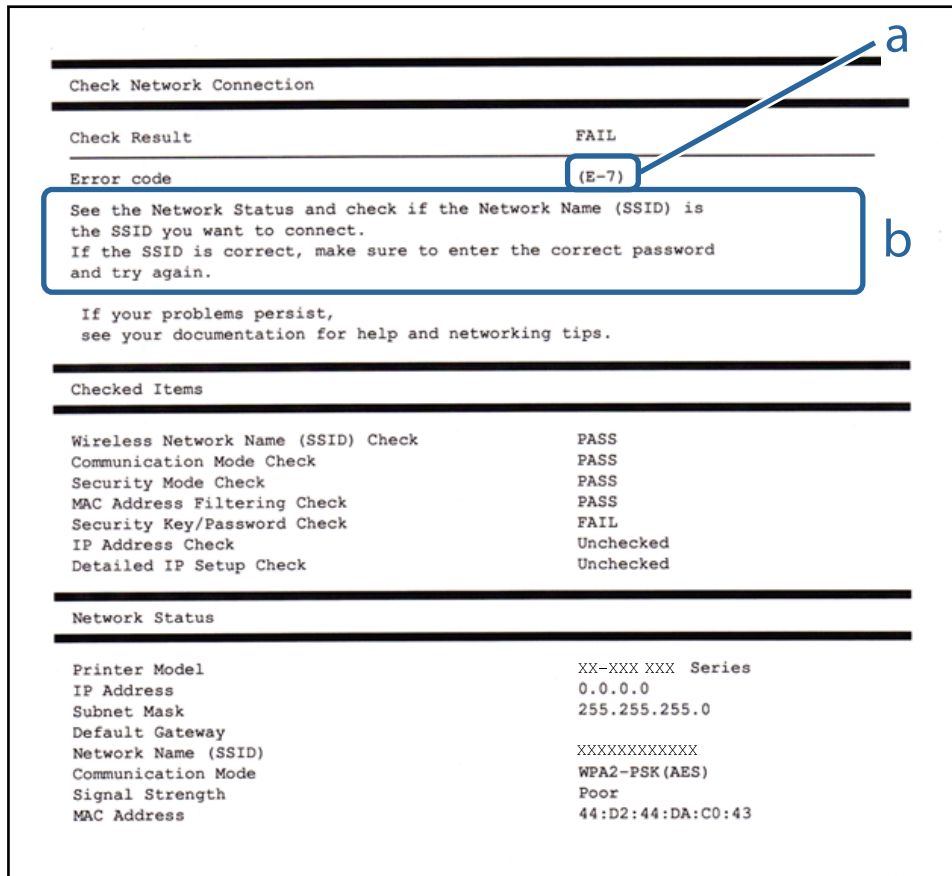 a
Check Network Connection
Check Result FAIL
Error code (E-7)
See the Network Status and check if the Network Name (SSID) is
the SSID you want to connect.
If the SSID is correct, make sure to enter the correct password
and try again.
b
If your problems persist,
see your documentation for help and networking tips.
Checked Items
Wireless Network Name (SSID) Check PASS
Communication Mode Check PASS
Security Mode Check PASS
MAC Address Filtering Check PASS
Security Key/Password Check FAIL
IP Address Check Unchecked
Detailed IP Setup Check Unchecked
Network Status
Printer Model XX-XXX XXX Series
IP Address 0.0.0.0
Subnet Mask 255.255.255.0
Default Gateway
Network Name (SSID) XXXXXXXXXXXX
Communication Mode WPA2-PSK(AES)
Signal Strength Poor
MAC Address 44:D2:44:DA:C0:43